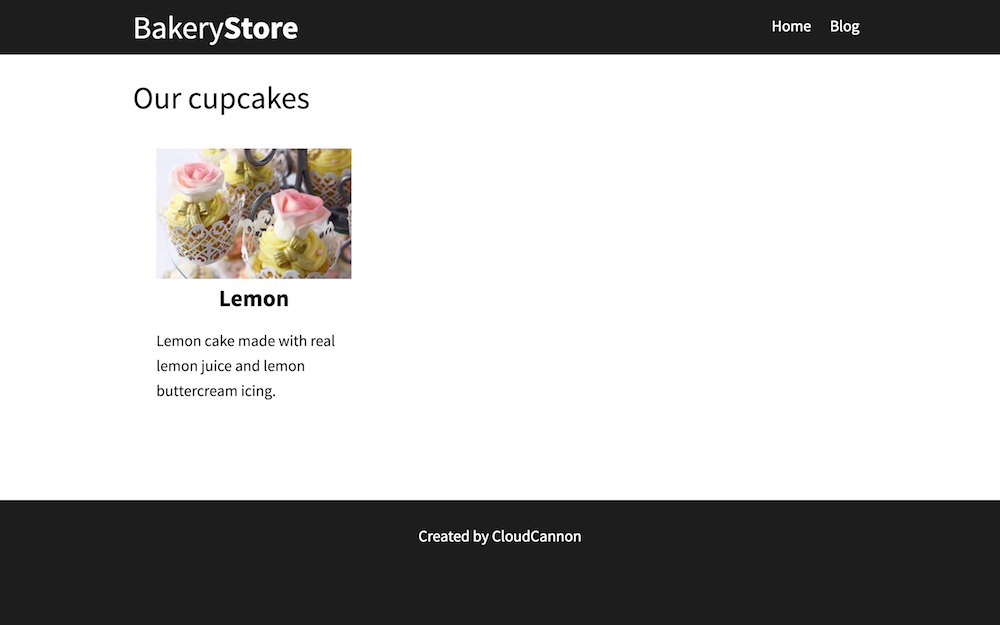 BakeryStore
Home Blog
Our cupcakes
Lemon
Lemon cake made with real
lemon juice and lemon
buttercream icing.
Created by CloudCannon